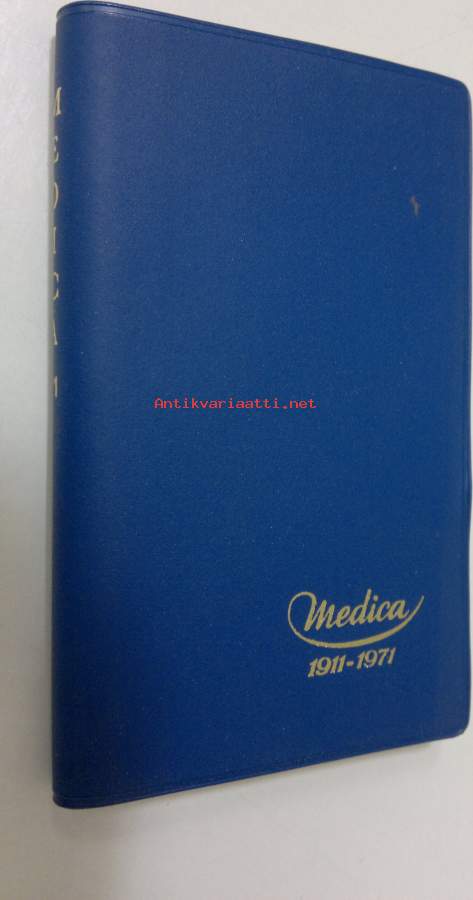 MEDICA 1
Antikvariaatti.net
Medica
1911-1971